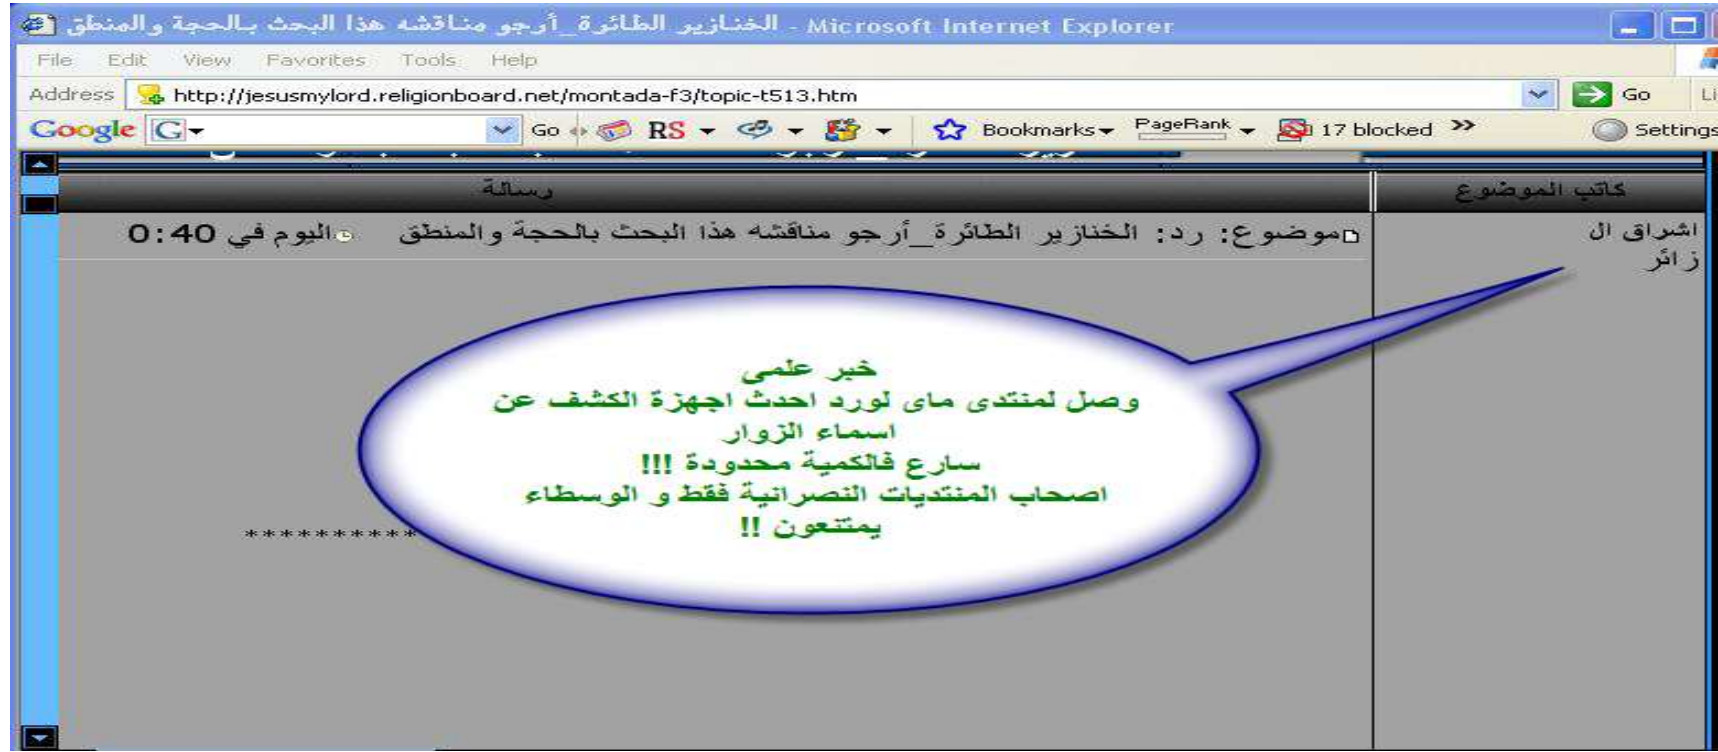 الخنازير الطائرة_أرجو مناقشه هذا البحث بالحجة والمنطق - Microsoft Internet Explorer
File Edit View Favorites Tools Help
Address http://jesusmylord.religionboard.net/montada-f3/topic-t513.htm Go Li
Google G Go RS Bookmarks PageRank 17 blocked >> Settings
كاتب الموضوع رسالة
اشراق ال موضوع: رد: الخنازير الطائرة_أرجو مناقشه هذا البحث بالحجة والمنطق اليوم في 0:40
زائر
خبر علمى
وصل لمنتدى ماى لورد احدث اجهزة الكشف عن
اسماء الزوار
سارع فالكمية محدودة !!!
اصحاب المنتديات النصرانية فقط و الوسطاء
يمتنعون !!
**********